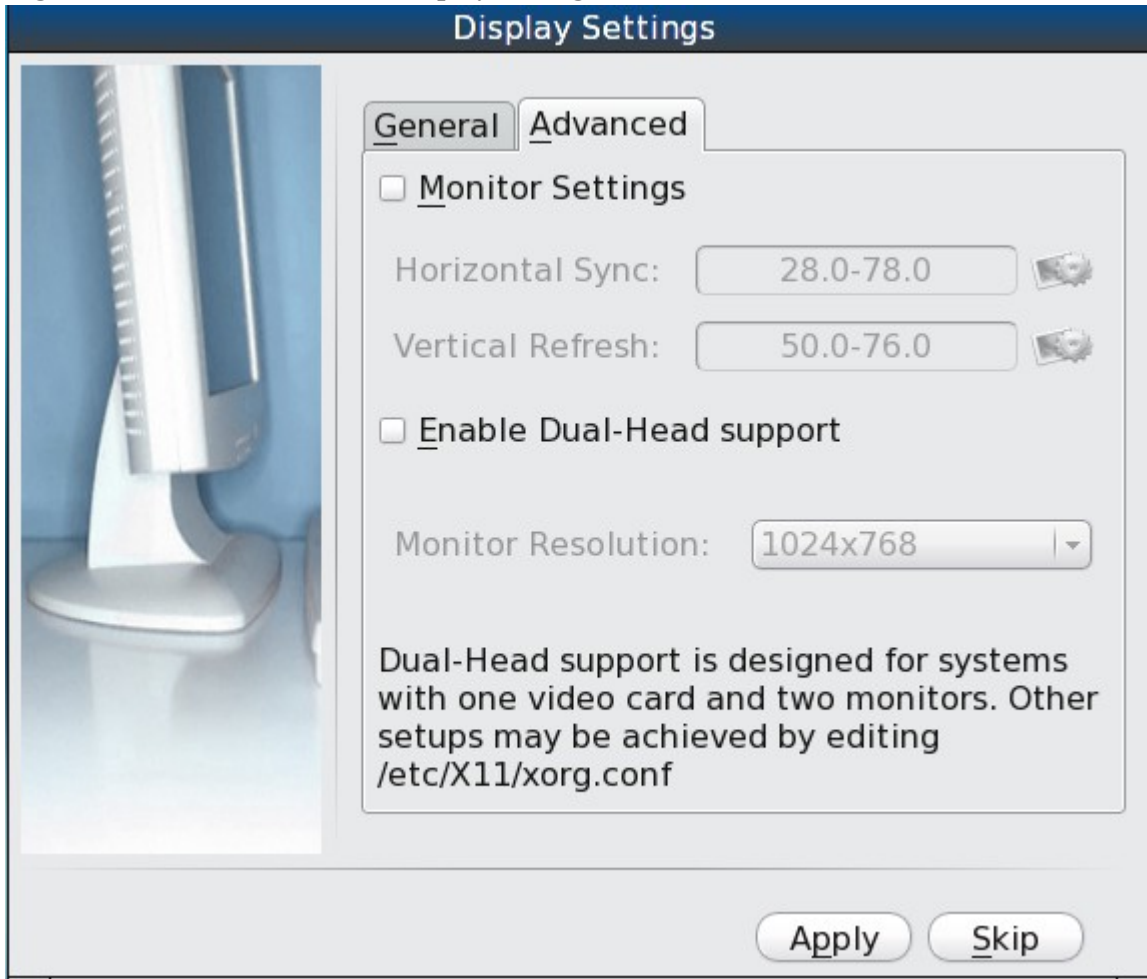 Display Settings
General Advanced
Monitor Settings
Horizontal Sync: 28.0-78.0
Vertical Refresh: 50.0-76.0
Enable Dual-Head support
Monitor Resolution: 1024x768
Dual-Head support is designed for systems
with one video card and two monitors. Other
setups may be achieved by editing
/etc/X11/xorg.conf
Apply Skip